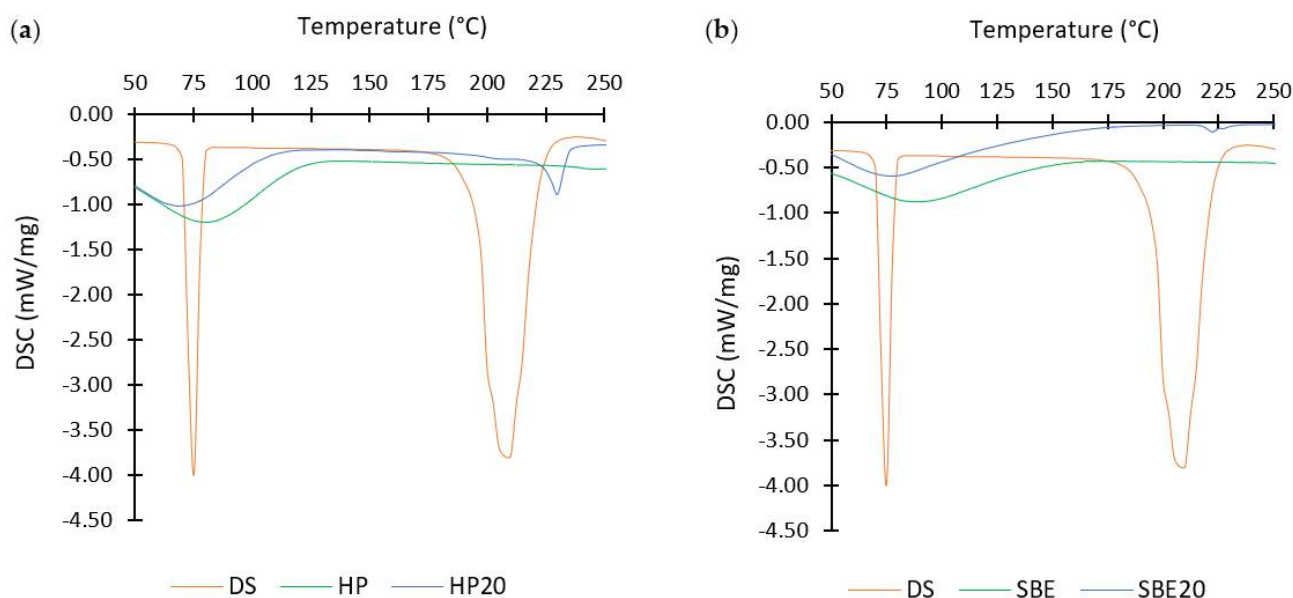 (a)
Temperature (°C)
50 75 100 125 150 175 200 225 250
0.00
-0.50
-1.00
-1.50
-2.00
-2.50
-3.00
-3.50
-4.00
-4.50
DSC (mW/mg)
DS HP HP20
(b)
Temperature (°C)
50 75 100 125 150 175 200 225 250
0.00
-0.50
-1.00
-1.50
-2.00
-2.50
-3.00
-3.50
-4.00
-4.50
DSC (mW/mg)
DS SBE SBE20